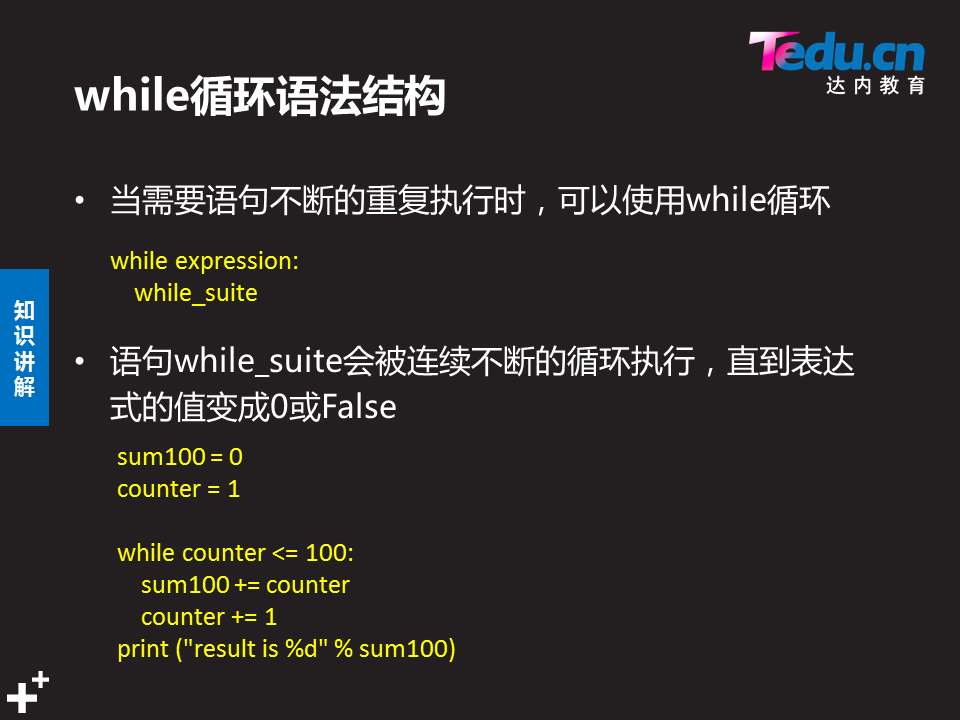 Tedu.cn
达内教育
while循环语法结构
• 当需要语句不断的重复执行时，可以使用while循环
while expression:
    while_suite
知识讲解
• 语句while_suite会被连续不断的循环执行，直到表达
式的值变成0或False
sum100 = 0
counter = 1
while counter <= 100:
    sum100 += counter
    counter += 1
print ("result is %d" % sum100)